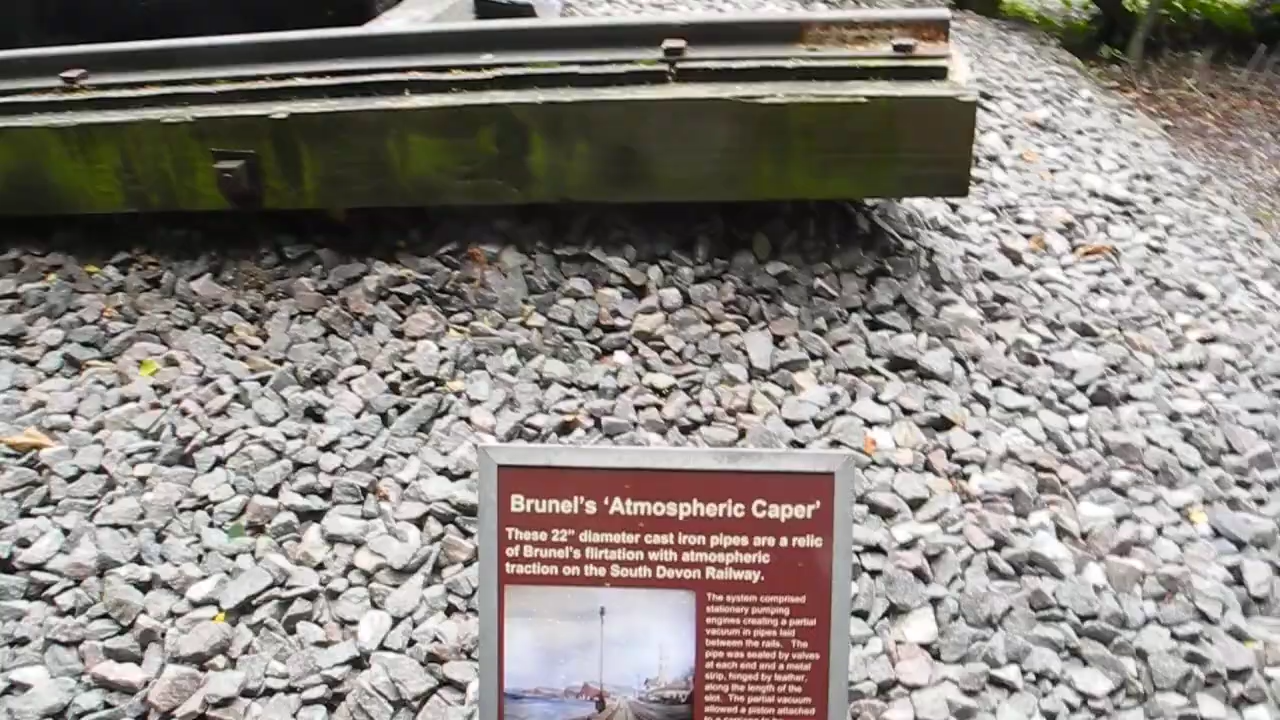 Brunel's 'Atmospheric Caper'
These 22" diameter cast iron pipes are a relic
of Brunel's flirtation with atmospheric
traction on the South Devon Railway.
The system comprised
stationary pumping
engines creating a partial
vacuum in pipes laid
between the rails. The
pipe was sealed by valves
at each end and a metal
strip, hinged by leather,
along the length of the
slot. The partial vacuum
allowed a piston attached